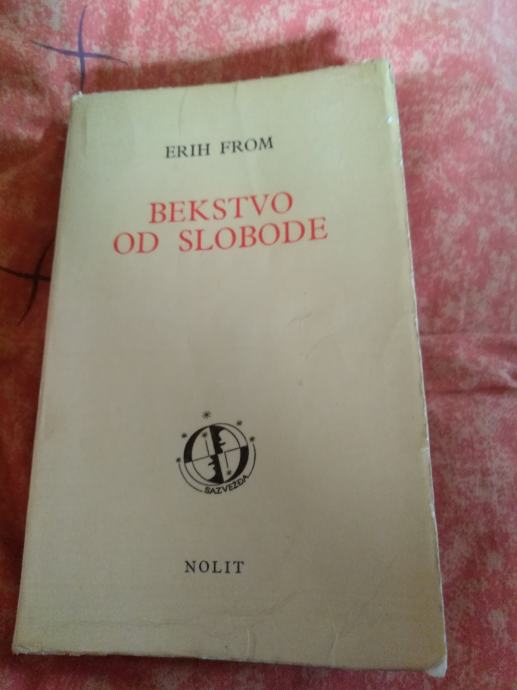 ERIH FROM
BEKSTVO
OD SLOBODE
SAZVEŽĐA
NOLIT